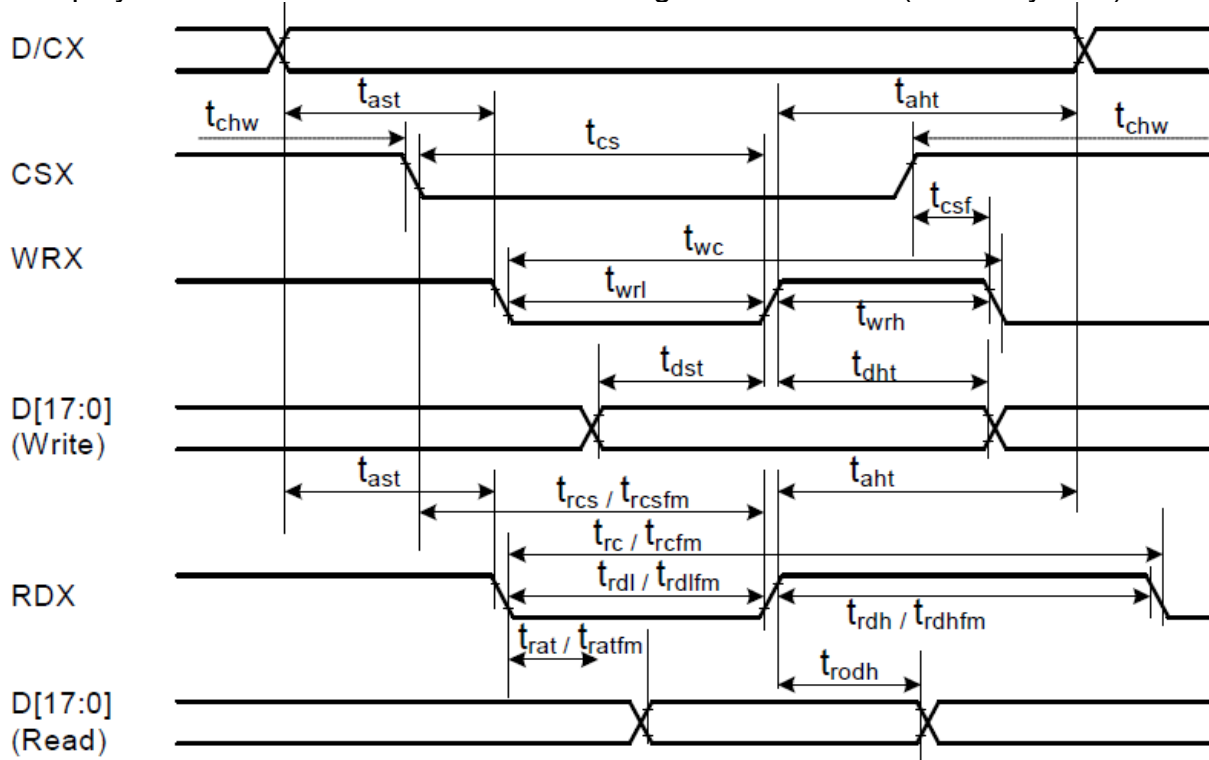 D/CX
tast
taht
tchw
tchw
tcs
CSX
tcsf
WRX
twc
twrl
twrh
tdst
tdht
D[17:0]
(Write)
tast
taht
trcs / trcsfm
trc / trcfm
trdl / trdlfm
RDX
trdh / trdhfm
trat / tratfm
trodh
D[17:0]
(Read)